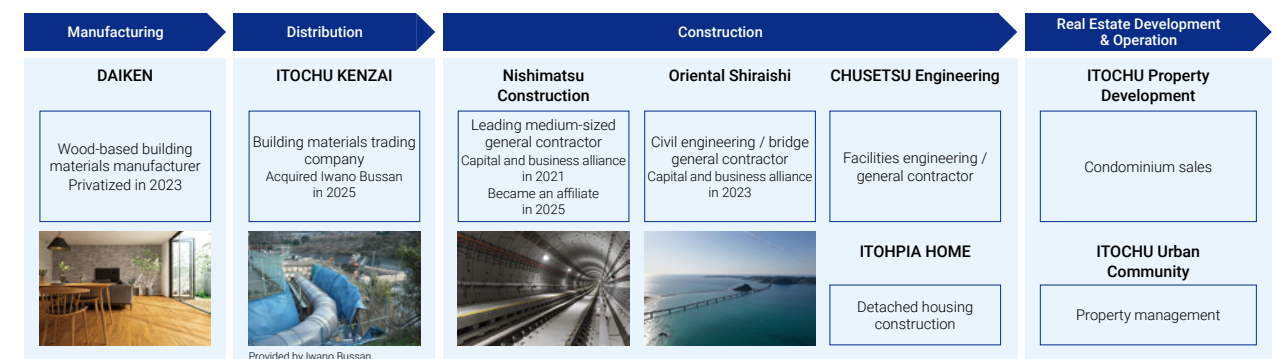 Manufacturing
Distribution
Construction
Real Estate Development
& Operation
DAIKEN
Wood-based building
materials manufacturer
Privatized in 2023
ITOCHU KENZAI
Building materials trading
company
Acquired Iwano Bussan
in 2025
Provided by Iwano Bussan
Nishimatsu
Construction
Leading medium-sized
general contractor
Capital and business alliance
in 2021
Became an affiliate
in 2025
Oriental Shiraishi
Civil engineering / bridge
general contractor
Capital and business alliance
in 2023
CHUSETSU Engineering
Facilities engineering /
general contractor
ITOHPIA HOME
Detached housing
construction
ITOCHU Property
Development
Condominium sales
ITOCHU Urban
Community
Property management